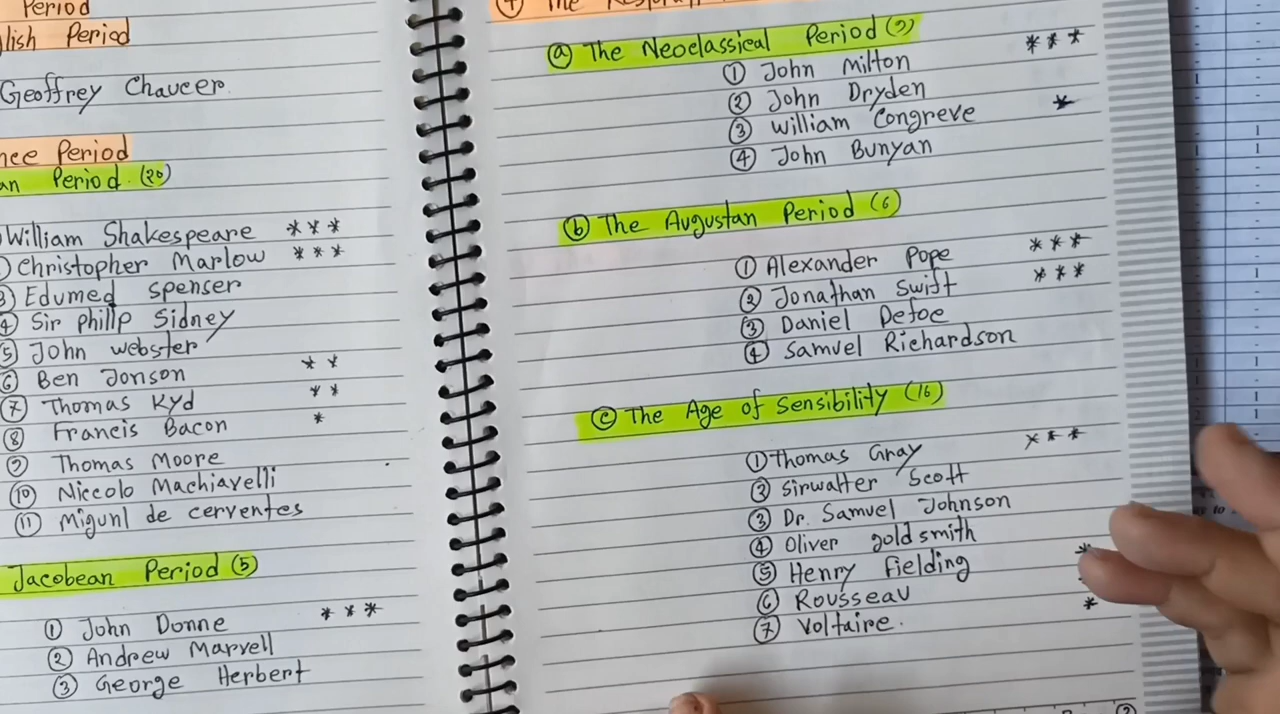 Period
lish Period
Geoffrey Chaucer.
nce Period
an Period. (20)
William Shakespeare ***
Christopher Marlow ***
3 Edumed Spenser
4 Sir Philip Sidney
5 John webster
6 Ben Jonson **
7 Thomas Kyd **
8 Francis Bacon *
9 Thomas Moore
10 Niccolo Machiavelli
11 Migunl de cerventes
Jacobean Period (5)
1 John Donne ***
2 Andrew Marvell
3 George Herbert
4 The
a The Neoclassical Period (7)
1 John Milton ***
2 John Dryden
3 William Congreve *
4 John Bunyan
b The Augustan Period (6)
1 Alexander Pope ***
2 Jonathan Swift ***
3 Daniel Defoe
4 Samuel Richardson
c The Age of Sensibility (16)
1 Thomas Gray ***
2 Sirwalter Scott
3 Dr. Samuel Johnson
4 Oliver goldsmith
5 Henry Fielding *
6 Rousseau
7 Voltaire. *